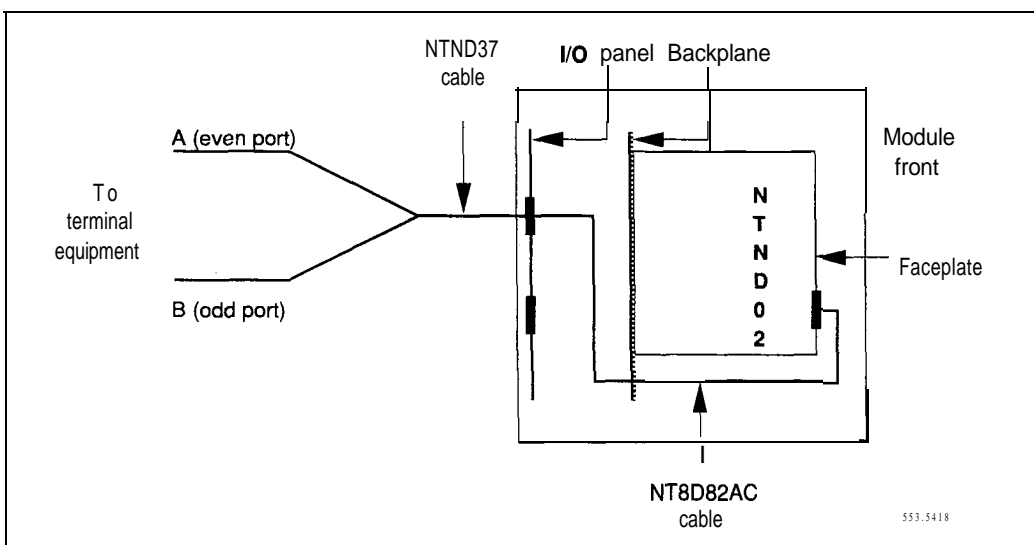 NTND37
cable
I/O panel
Backplane
A (even port)
Module
front
To
terminal
equipment
N
T
N
D
0
2
Faceplate
B (odd port)
NT8D82AC
cable
553.5418